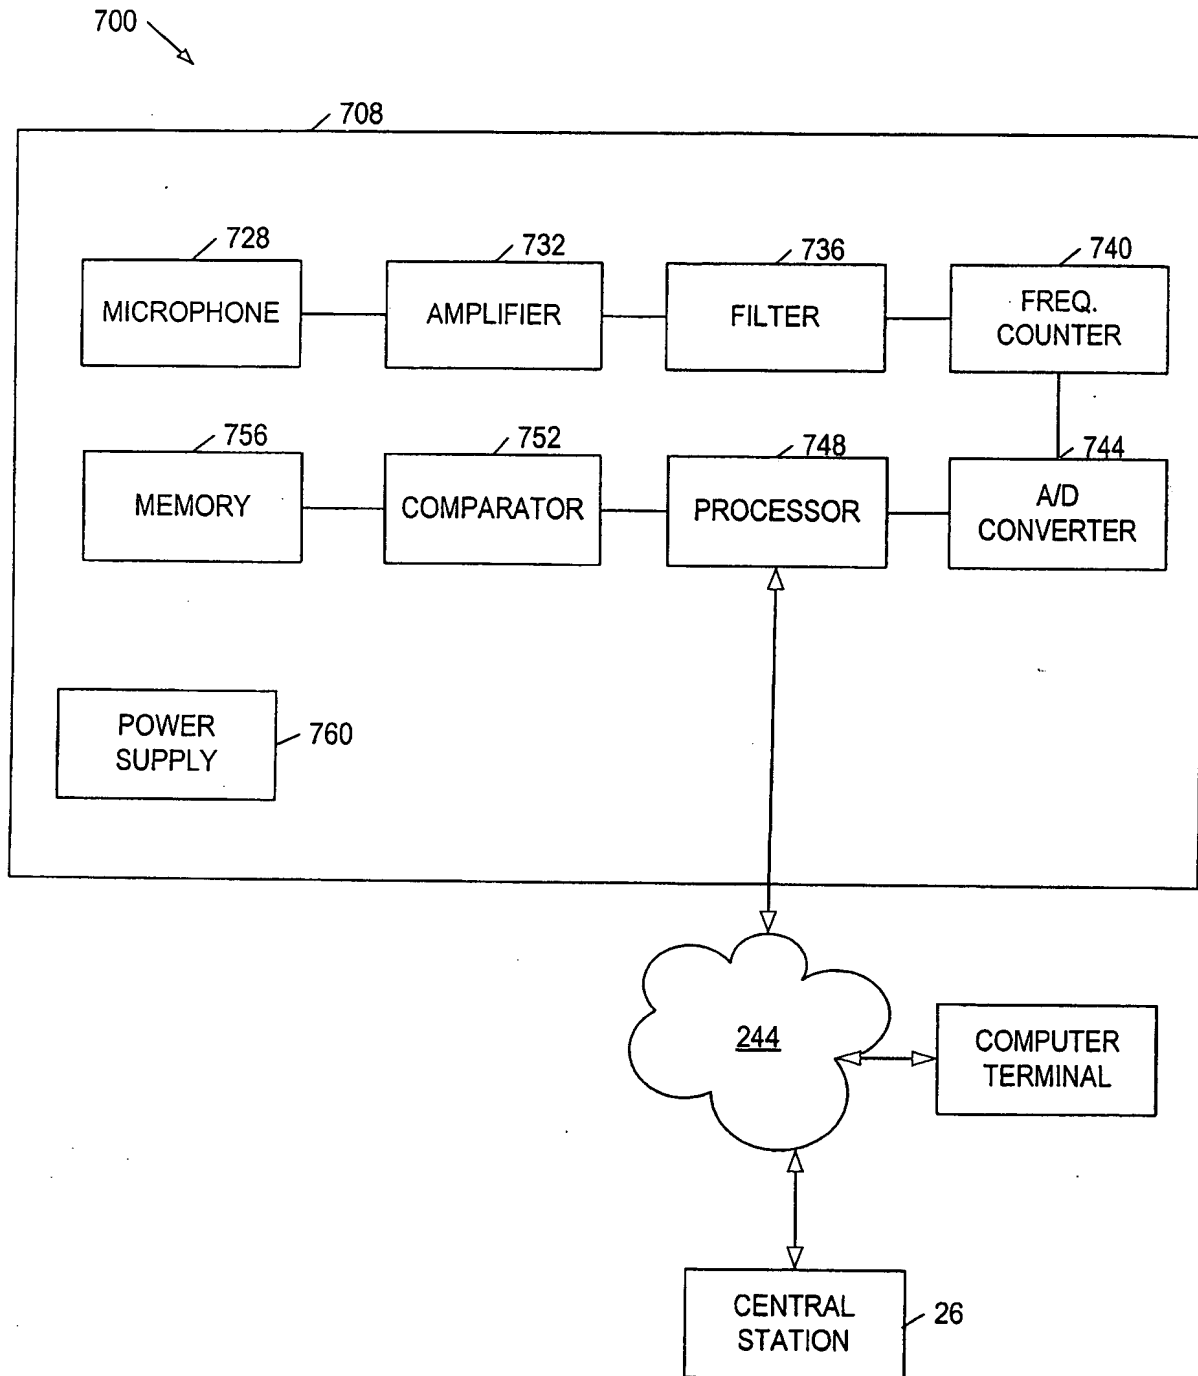 700
708
728
732
736
740
MICROPHONE
AMPLIFIER
FILTER
FREQ.
COUNTER
756
752
748
744
MEMORY
COMPARATOR
PROCESSOR
A/D
CONVERTER
POWER
SUPPLY
760
244
COMPUTER
TERMINAL
CENTRAL
STATION
26